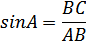 sinA = BC/AB